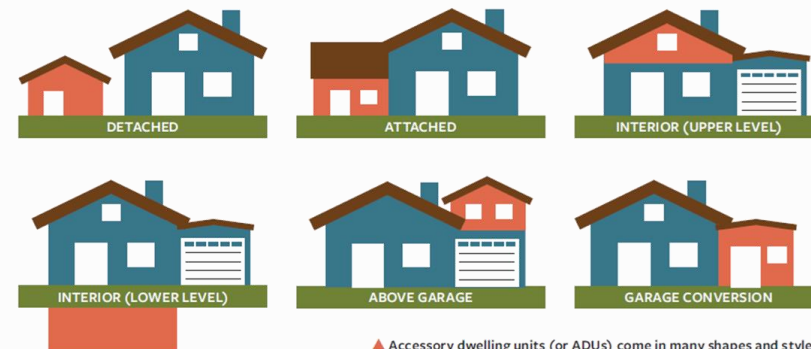 DETACHED
ATTACHED
INTERIOR (UPPER LEVEL)
INTERIOR (LOWER LEVEL)
ABOVE GARAGE
GARAGE CONVERSION
Accessory dwelling units (or ADUs) come in many shapes and